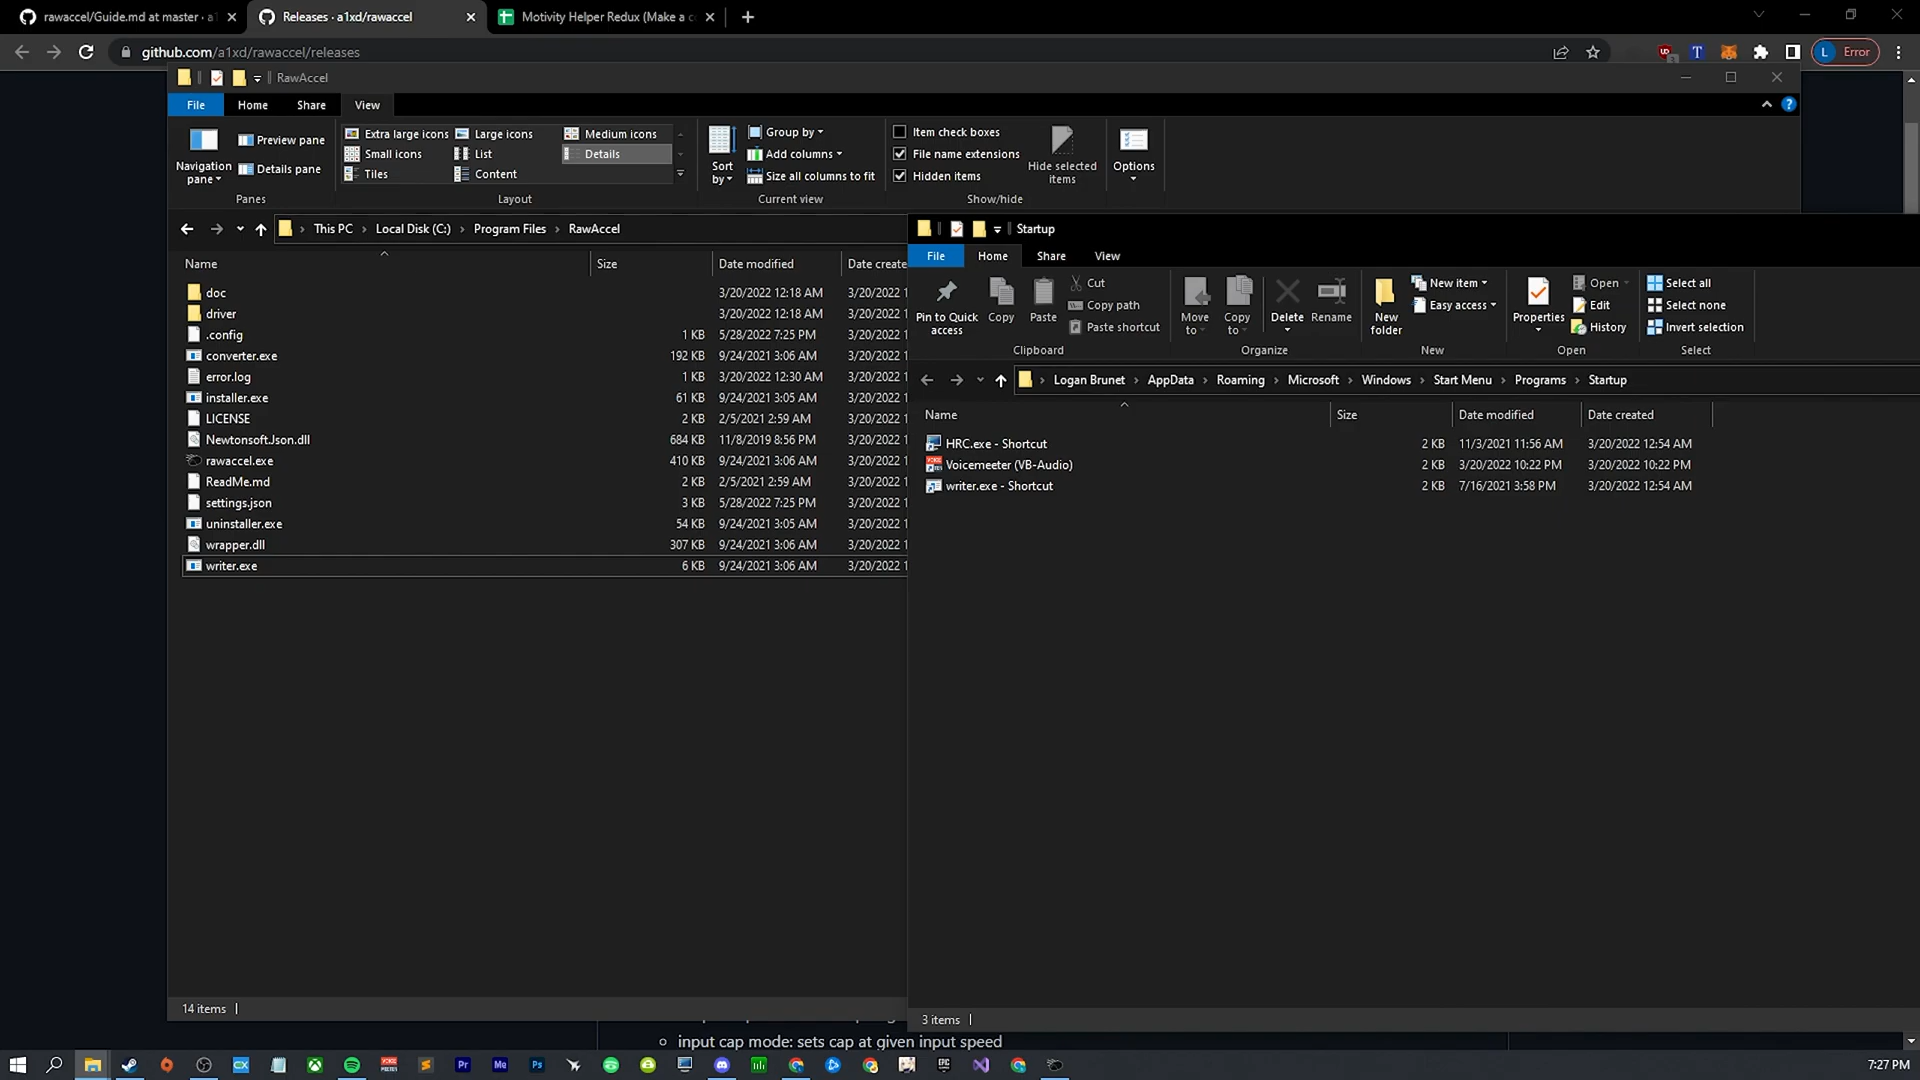 rawaccel/Guide.md at master · a1
Releases · a1xd/rawaccel
Motivity Helper Redux (Make a c
github.com/a1xd/rawaccel/releases
L Error
RawAccel
File Home Share View
Navigation pane
Preview pane
Details pane
Panes
Extra large icons Large icons Medium icons
Small icons List Details
Tiles Content
Layout
Sort by
Group by
Add columns
Size all columns to fit
Current view
Item check boxes
File name extensions
Hidden items
Hide selected items
Show/hide
Options
This PC › Local Disk (C:) › Program Files › RawAccel
Name Size Date modified Date create
doc 3/20/2022 12:18 AM 3/20/2022 1
driver 3/20/2022 12:18 AM 3/20/2022 1
.config 1 KB 5/28/2022 7:25 PM 3/20/2022 1
converter.exe 192 KB 9/24/2021 3:06 AM 3/20/2022 1
error.log 1 KB 3/20/2022 12:30 AM 3/20/2022 1
installer.exe 61 KB 9/24/2021 3:05 AM 3/20/2022 1
LICENSE 2 KB 2/5/2021 2:59 AM 3/20/2022 1
Newtonsoft.Json.dll 684 KB 11/8/2019 8:56 PM 3/20/2022 1
rawaccel.exe 410 KB 9/24/2021 3:06 AM 3/20/2022 1
ReadMe.md 2 KB 2/5/2021 2:59 AM 3/20/2022 1
settings.json 3 KB 5/28/2022 7:25 PM 3/20/2022 1
uninstaller.exe 54 KB 9/24/2021 3:05 AM 3/20/2022 1
wrapper.dll 307 KB 9/24/2021 3:06 AM 3/20/2022 1
writer.exe 6 KB 9/24/2021 3:06 AM 3/20/2022 1
14 items
Startup
File Home Share View
Pin to Quick access
Copy
Paste
Cut
Copy path
Paste shortcut
Clipboard
Move to
Copy to
Delete
Rename
Organize
New folder
New item
Easy access
New
Properties
Open
Edit
History
Open
Select all
Select none
Invert selection
Select
Logan Brunet › AppData › Roaming › Microsoft › Windows › Start Menu › Programs › Startup
Name Size Date modified Date created
HRC.exe - Shortcut 2 KB 11/3/2021 11:56 AM 3/20/2022 12:54 AM
Voicemeeter (VB-Audio) 2 KB 3/20/2022 10:22 PM 3/20/2022 10:22 PM
writer.exe - Shortcut 2 KB 7/16/2021 3:58 PM 3/20/2022 12:54 AM
3 items
input cap mode: sets cap at given input speed
7:27 PM